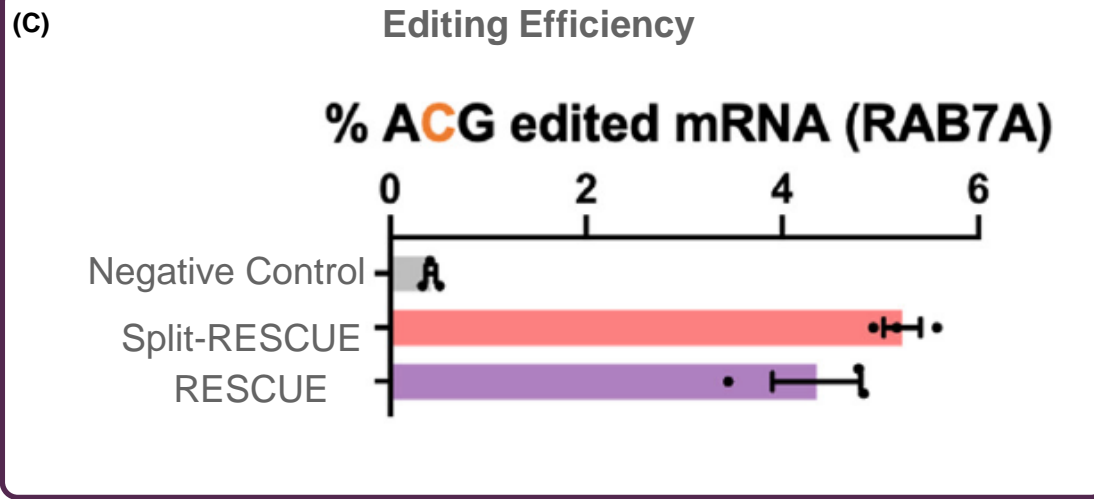 (C)
Editing Efficiency
% ACG edited mRNA (RAB7A)
0 2 4 6
Negative Control
Split-RESCUE
RESCUE